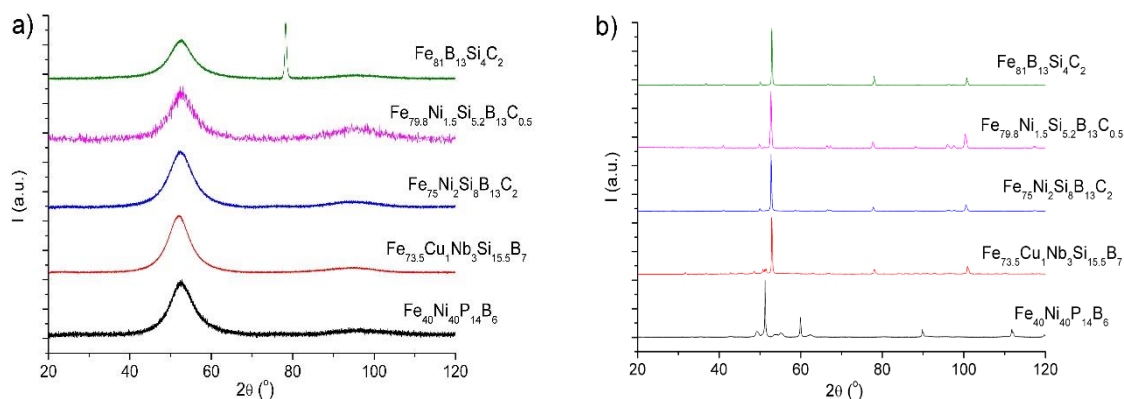 a)
I (a.u.)
Fe₈₁B₁₃Si₄C₂
Fe₇₉.₈Ni₁.₅Si₅.₂B₁₃C₀.₅
Fe₇₅Ni₂Si₈B₁₃C₂
Fe₇₃.₅Cu₁Nb₃Si₁₅.₅B₇
Fe₄₀Ni₄₀P₁₄B₆
20 40 60 80 100 120
2θ (°)
b)
I (a.u.)
Fe₈₁B₁₃Si₄C₂
Fe₇₉.₈Ni₁.₅Si₅.₂B₁₃C₀.₅
Fe₇₅Ni₂Si₈B₁₃C₂
Fe₇₃.₅Cu₁Nb₃Si₁₅.₅B₇
Fe₄₀Ni₄₀P₁₄B₆
20 40 60 80 100 120
2θ (°)